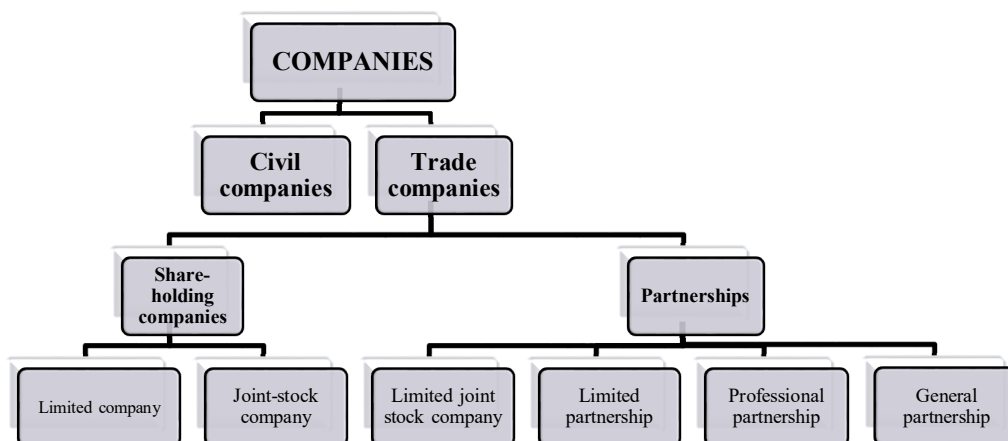 COMPANIES
Civil
companies
Trade
companies
Share-
holding
companies
Partnerships
Limited company
Joint-stock
company
Limited joint
stock company
Limited
partnership
Professional
partnership
General
partnership